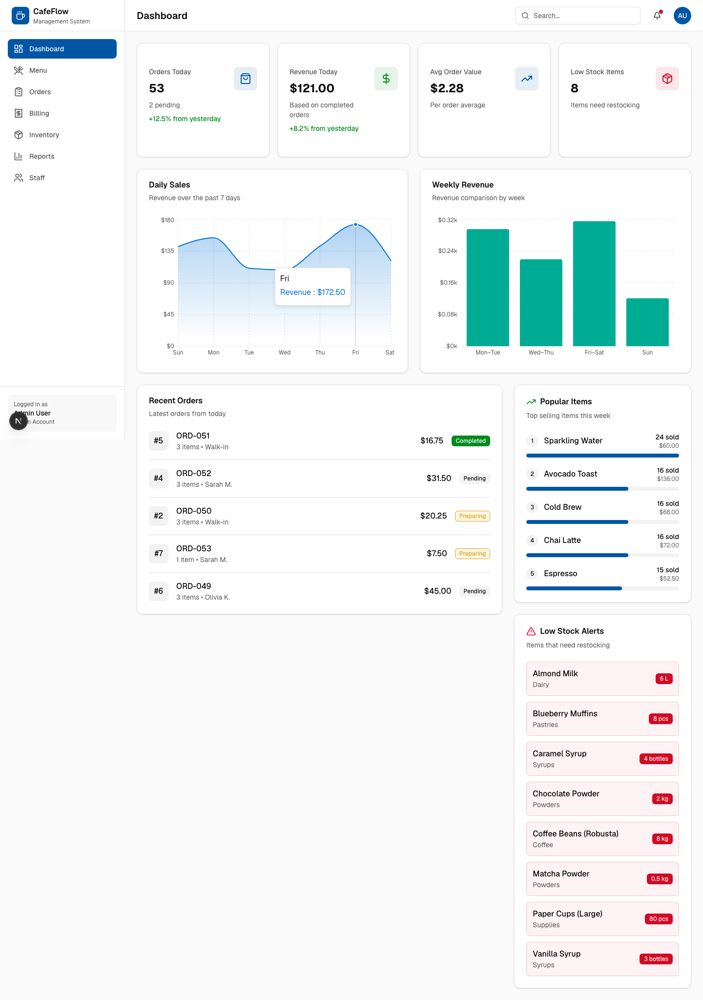 CafeFlow
Management System
Dashboard
Search...
AU
Dashboard
Menu
Orders
Billing
Inventory
Reports
Staff
Logged in as
Admin User
n Account
N
Orders Today
53
2 pending
+12.5% from yesterday
Revenue Today
$121.00
Based on completed
orders
+8.2% from yesterday
Avg Order Value
$2.28
Per order average
Low Stock Items
8
Items need restocking
Daily Sales
Revenue over the past 7 days
$180
$135
$90
$45
$0
Sun Mon Tue Wed Thu Fri Sat
Fri
Revenue : $172.50
Weekly Revenue
Revenue comparison by week
$0.32k
$0.24k
$0.16k
$0.08k
$0k
Mon–Tue Wed–Thu Fri–Sat Sun
Recent Orders
Latest orders from today
#5
ORD-051
3 items • Walk-in
$16.75 Completed
#4
ORD-052
3 items • Sarah M.
$31.50 Pending
#2
ORD-050
3 items • Walk-in
$20.25 Preparing
#7
ORD-053
1 item • Sarah M.
$7.50 Preparing
#6
ORD-049
3 items • Olivia K.
$45.00 Pending
Popular Items
Top selling items this week
1 Sparkling Water
24 sold
$60.00
2 Avocado Toast
16 sold
$136.00
3 Cold Brew
16 sold
$68.00
4 Chai Latte
16 sold
$72.00
5 Espresso
15 sold
$52.50
Low Stock Alerts
Items that need restocking
Almond Milk
Dairy
6 L
Blueberry Muffins
Pastries
8 pcs
Caramel Syrup
Syrups
4 bottles
Chocolate Powder
Powders
2 kg
Coffee Beans (Robusta)
Coffee
8 kg
Matcha Powder
Powders
0.5 kg
Paper Cups (Large)
Supplies
80 pcs
Vanilla Syrup
Syrups
3 bottles